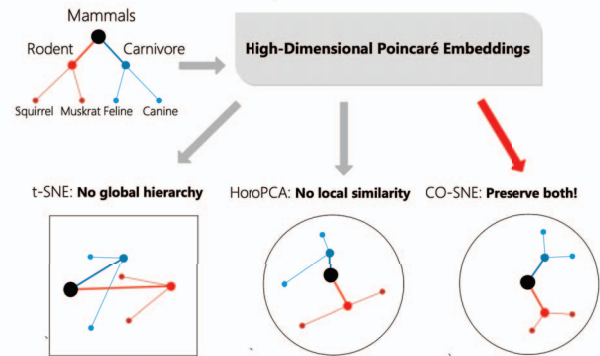 Mammals
Rodent
Carnivore
High-Dimensional Poincaré Embeddings
Squirrel
Muskrat
Feline
Canine
t-SNE: No global hierarchy
HoroPCA: No local similarity
CO-SNE: Preserve both!